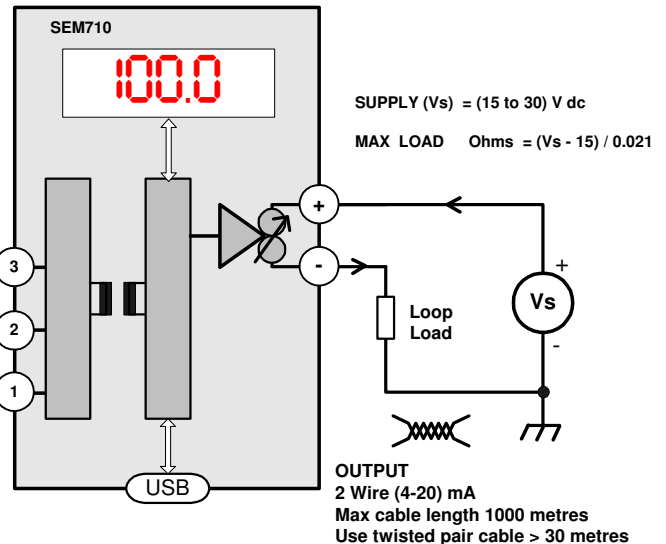 SEM710
100.0
SUPPLY (Vs) = (15 to 30) V dc
MAX LOAD Ohms = (Vs - 15) / 0.021
+
-
3
2
1
Loop
Load
+
Vs
-
USB
OUTPUT
2 Wire (4-20) mA
Max cable length 1000 metres
Use twisted pair cable > 30 metres